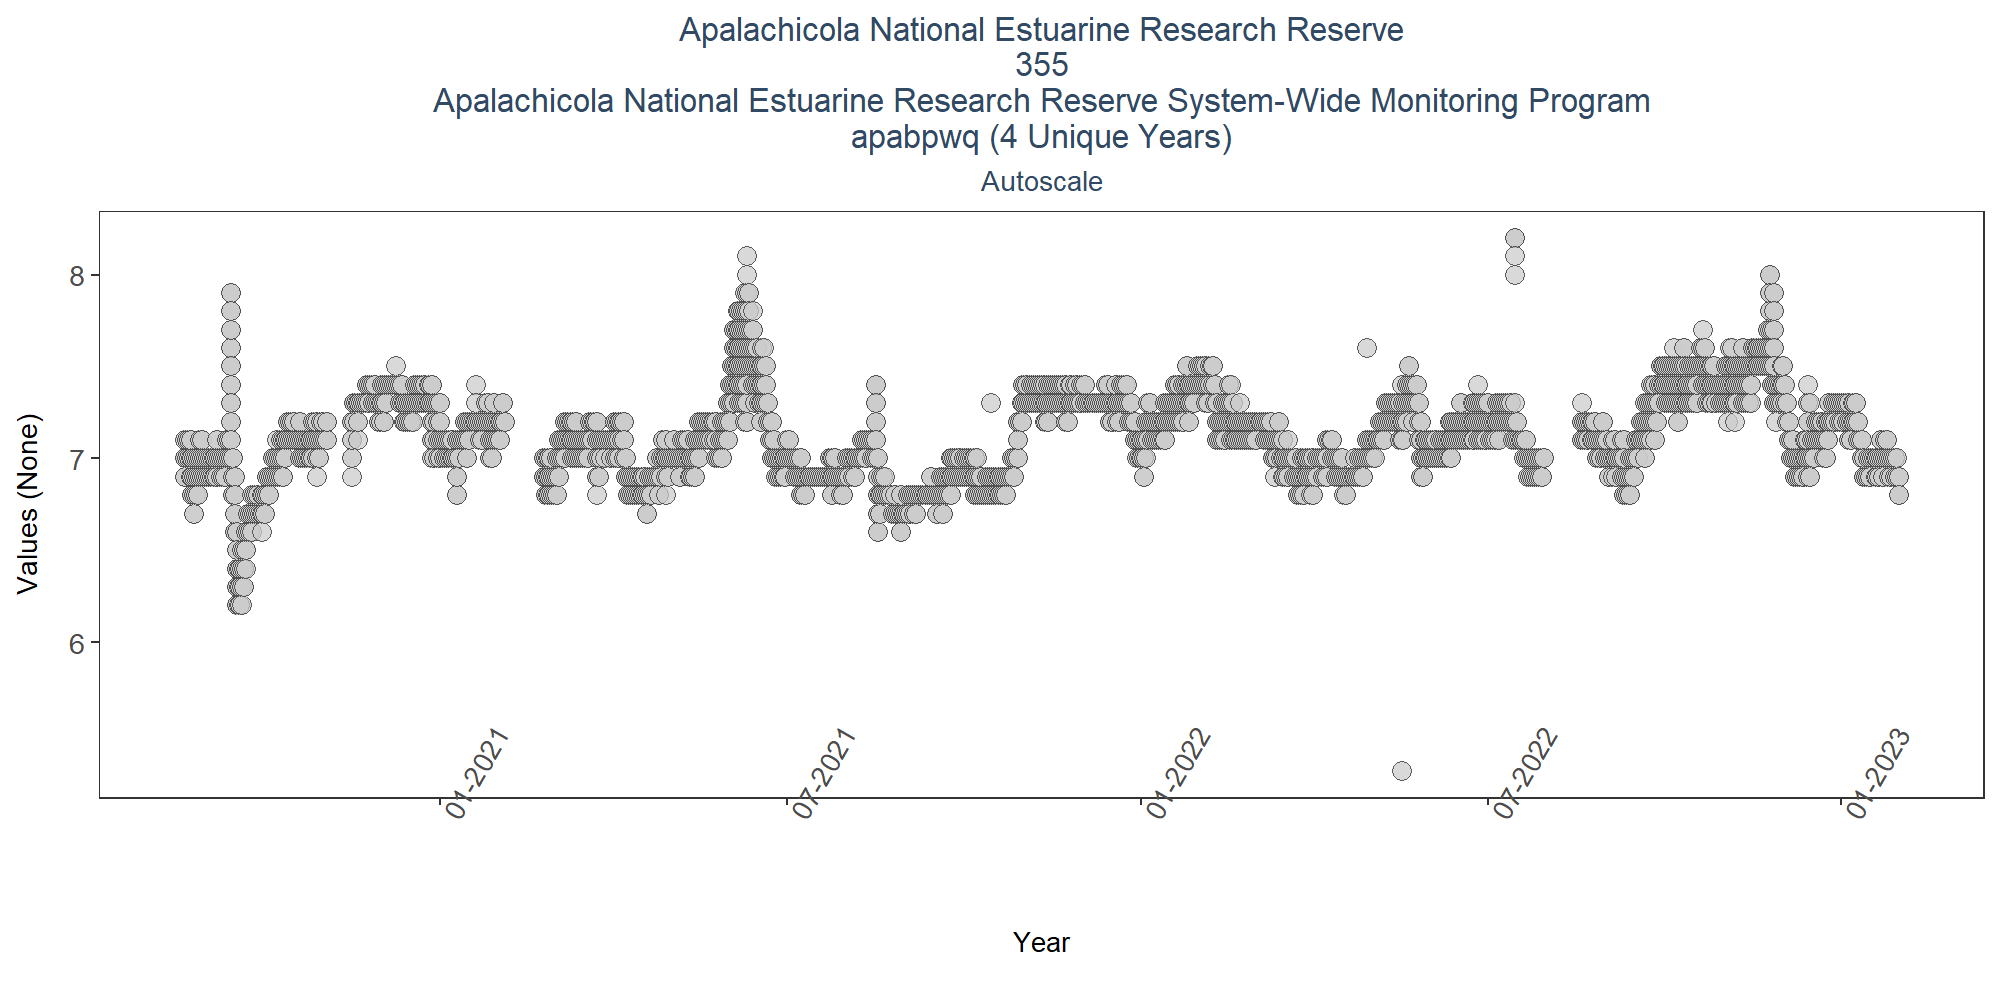 Apalachicola National Estuarine Research Reserve
355
Apalachicola National Estuarine Research Reserve System-Wide Monitoring Program
apabpwq (4 Unique Years)
Autoscale
Values (None)
8
7
6
01-2021
07-2021
01-2022
07-2022
01-2023
Year